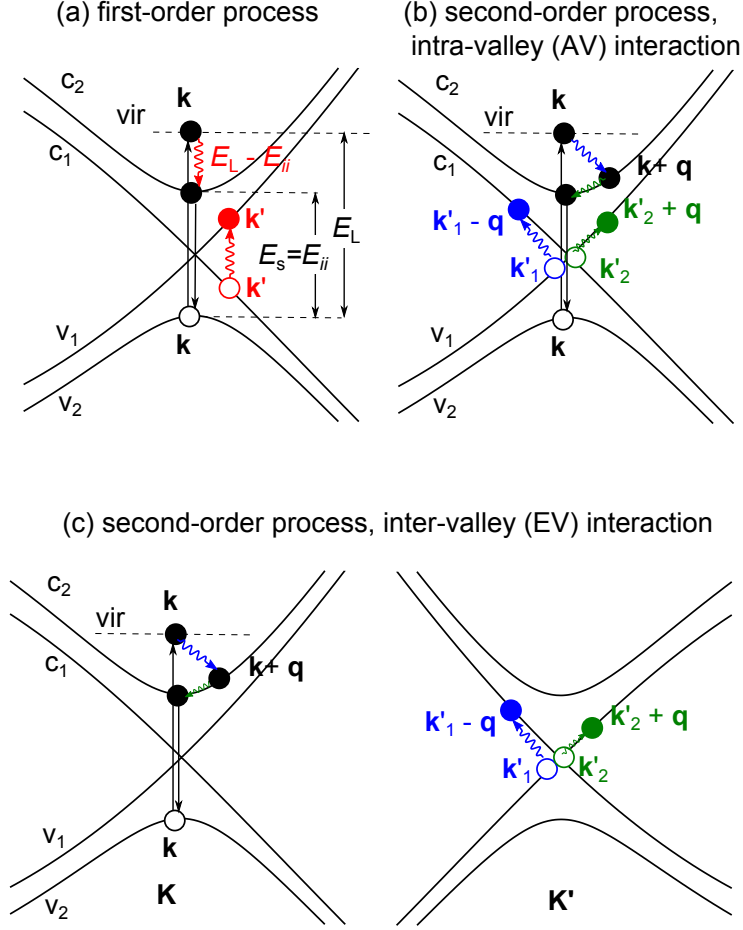 (a) first-order process
(b) second-order process,
intra-valley (AV) interaction
c2
k
vir
c1
EL - Eii
k'
Es=Eii
EL
k'
v1
k
v2
c2
k
vir
c1
k+ q
k'1 - q
k'2 + q
k'1
k'2
v1
k
v2
(c) second-order process, inter-valley (EV) interaction
c2
k
vir
c1
k+ q
v1
k
v2
K
k'1 - q
k'2 + q
k'1
k'2
K'